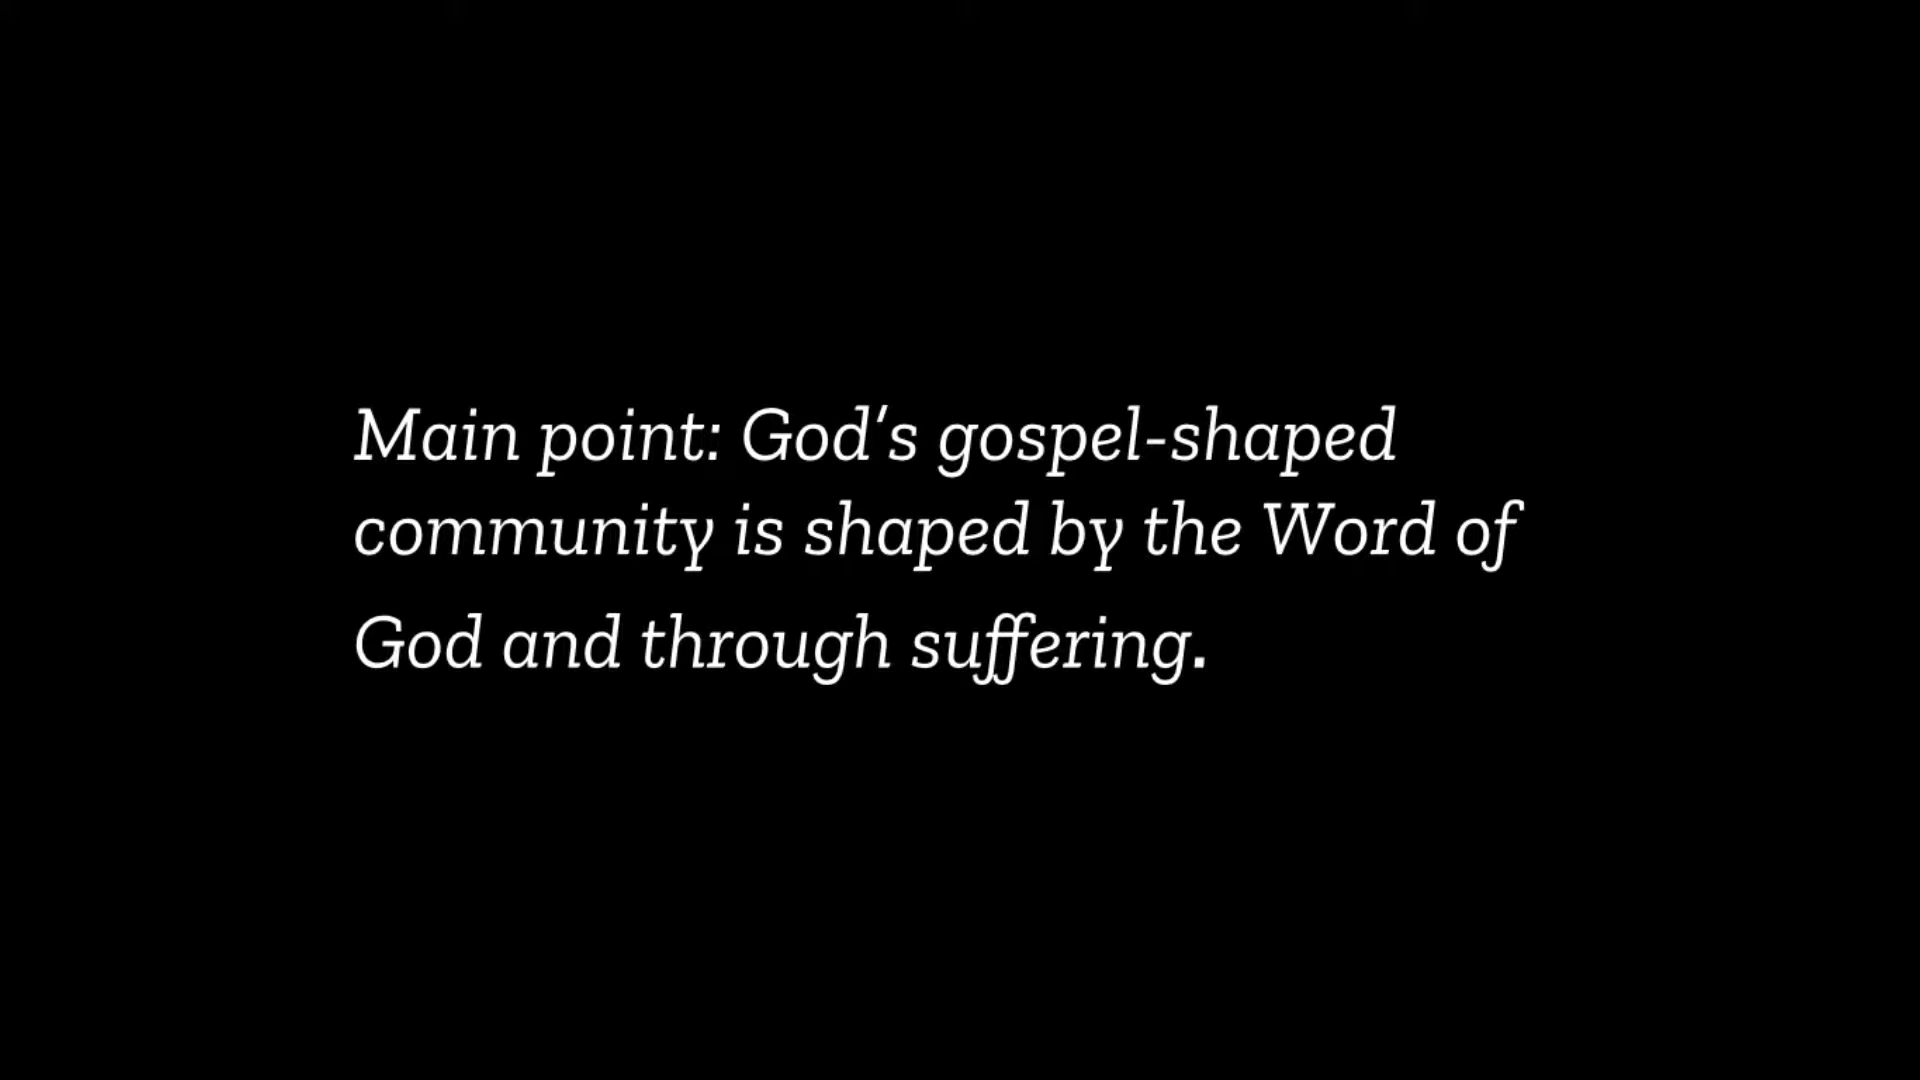 Main point: God‘s gospel-shaped
community is shaped by the Word of
God and through suffering.